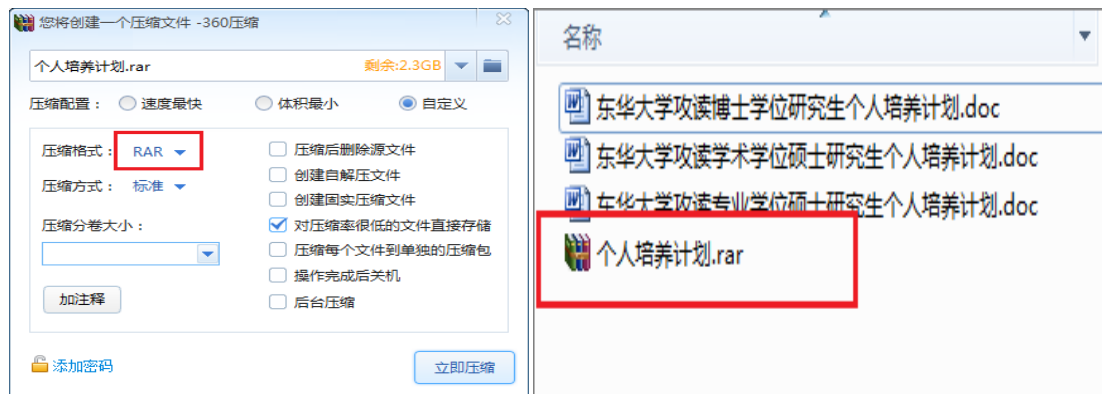 您将创建一个压缩文件 -360压缩
个人培养计划.rar 剩余:2.3GB
压缩配置： 速度最快 体积最小 自定义
压缩格式： RAR
压缩方式： 标准
压缩分卷大小：
加注释
压缩后删除源文件
创建自解压文件
创建固实压缩文件
对压缩率很低的文件直接存储
压缩每个文件到单独的压缩包
操作完成后关机
后台压缩
添加密码
立即压缩
名称
东华大学攻读博士学位研究生个人培养计划.doc
东华大学攻读学术学位硕士研究生个人培养计划.doc
东华大学攻读专业学位硕士研究生个人培养计划.doc
个人培养计划.rar